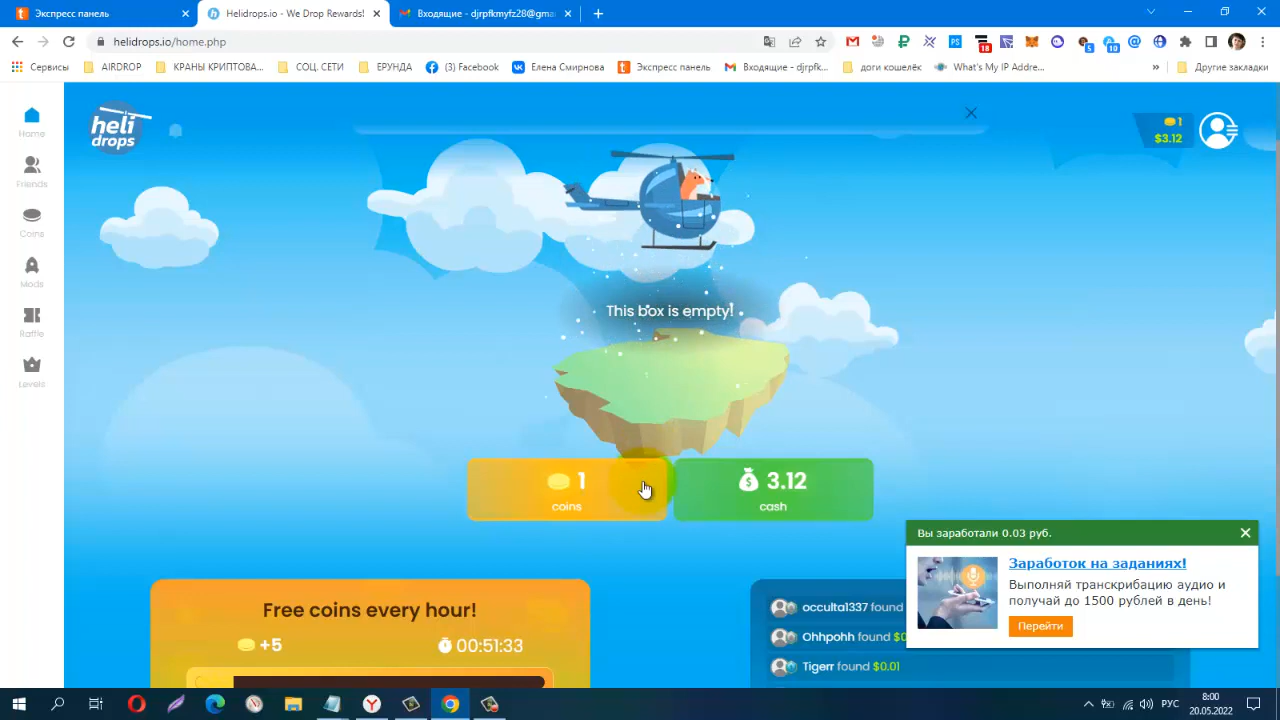 Экспресс панель
Helidrops.io - We Drop Rewards!
Входящие - djrpfkmyfz28@gma
helidrops.io/home.php
18
5
10
Сервисы
AIRDROP
КРАНЫ КРИПТОВА...
СОЦ. СЕТИ
ЕРУНДА
(3) Facebook
Елена Смирнова
Экспресс панель
Входящие - djrpfk...
доги кошелёк
What's My IP Addre...
»
Другие закладки
Home
Friends
Coins
Mods
Raffle
Levels
heli
drops
1
$3.12
This box is empty!
1
coins
3.12
cash
Free coins every hour!
+5
00:51:33
occulta1337 found
Ohhpohh found $0
Tigerr found $0.01
Вы заработали 0.03 руб.
Заработок на заданиях!
Выполняй транскрибацию аудио и
получай до 1500 рублей в день!
Перейти
РУС
8:00
20.05.2022